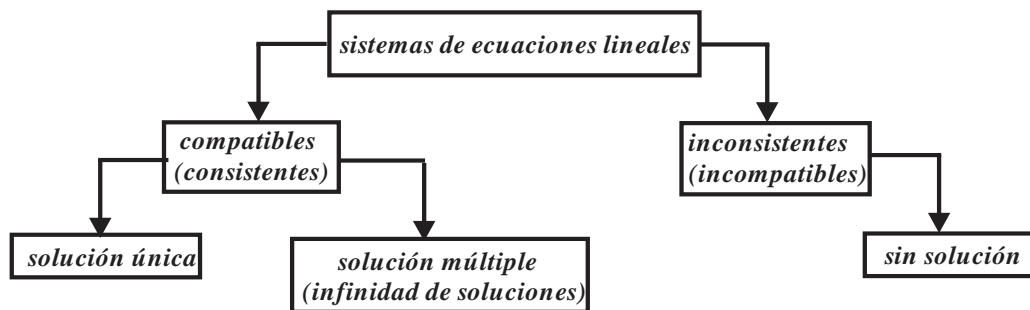 sistemas de ecuaciones lineales
compatibles
(consistentes)
inconsistentes
(incompatibles)
solución única
solución múltiple
(infinidad de soluciones)
sin solución